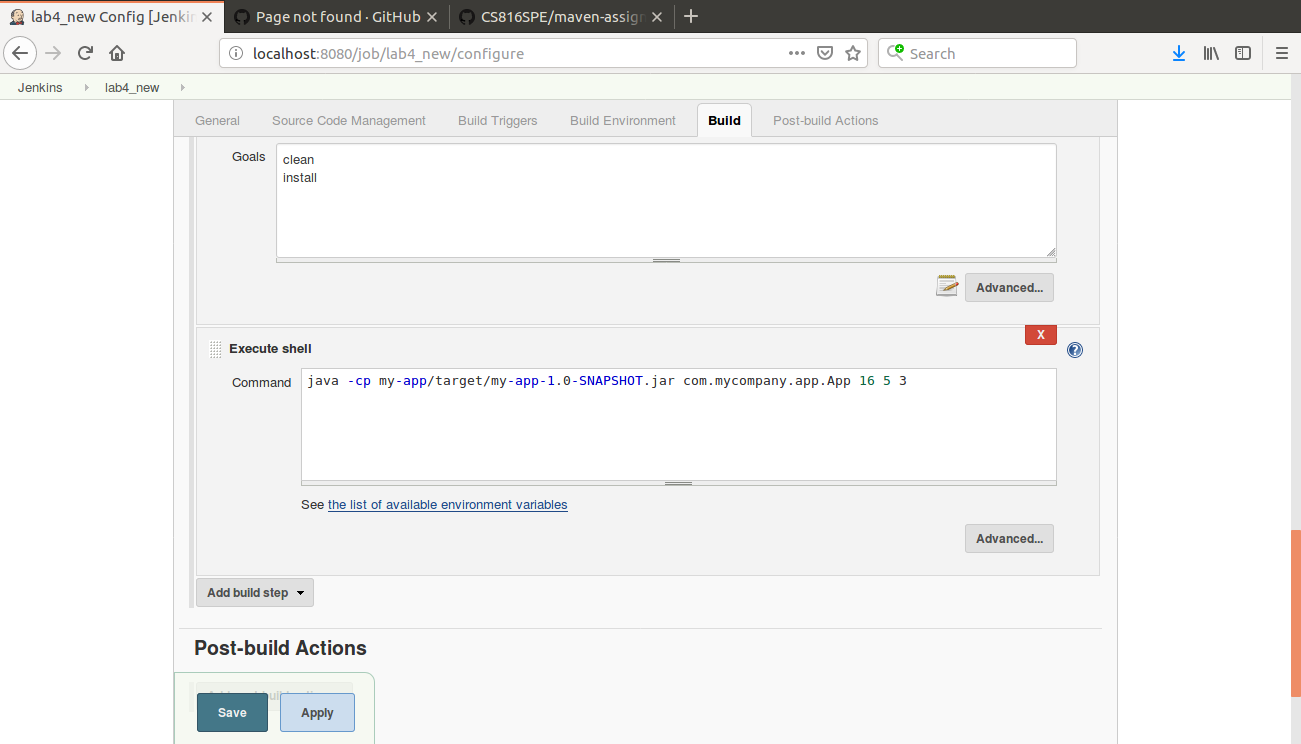 lab4_new Config [Jenkin
Page not found · GitHub
CS816SPE/maven-assign
localhost:8080/job/lab4_new/configure
Search
Jenkins
lab4_new
General
Source Code Management
Build Triggers
Build Environment
Build
Post-build Actions
Goals
clean
install
Advanced...
X
Execute shell
?
Command
java -cp my-app/target/my-app-1.0-SNAPSHOT.jar com.mycompany.app.App 16 5 3
See the list of available environment variables
Advanced...
Add build step
Post-build Actions
Save
Apply